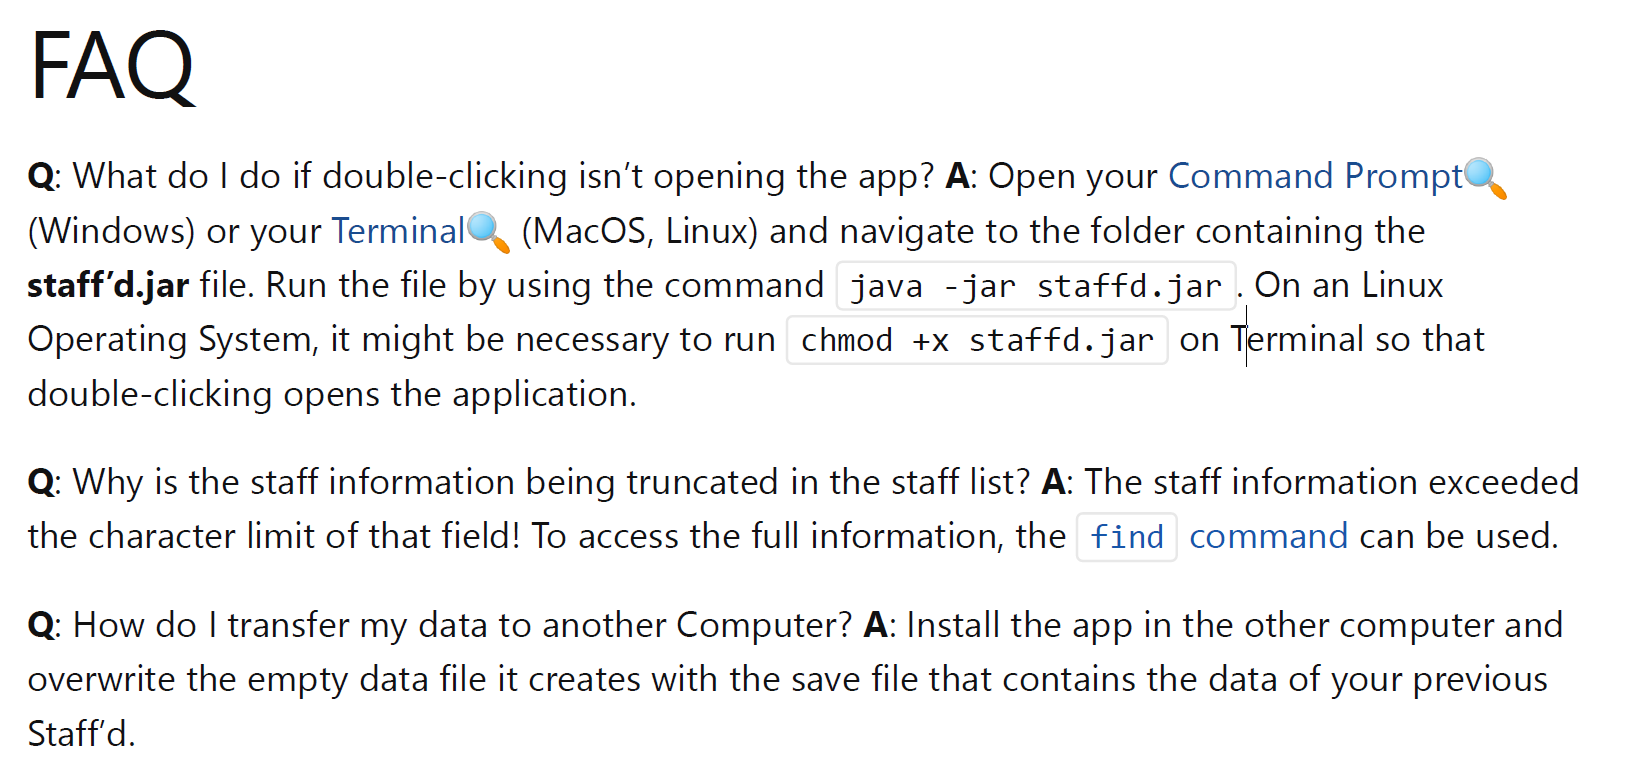 FAQ
Q: What do I do if double-clicking isn’t opening the app? A: Open your Command Prompt🔍
(Windows) or your Terminal🔍 (MacOS, Linux) and navigate to the folder containing the
staff’d.jar file. Run the file by using the command java -jar staffd.jar. On an Linux
Operating System, it might be necessary to run chmod +x staffd.jar on Terminal so that
double-clicking opens the application.
Q: Why is the staff information being truncated in the staff list? A: The staff information exceeded
the character limit of that field! To access the full information, the find command can be used.
Q: How do I transfer my data to another Computer? A: Install the app in the other computer and
overwrite the empty data file it creates with the save file that contains the data of your previous
Staff’d.